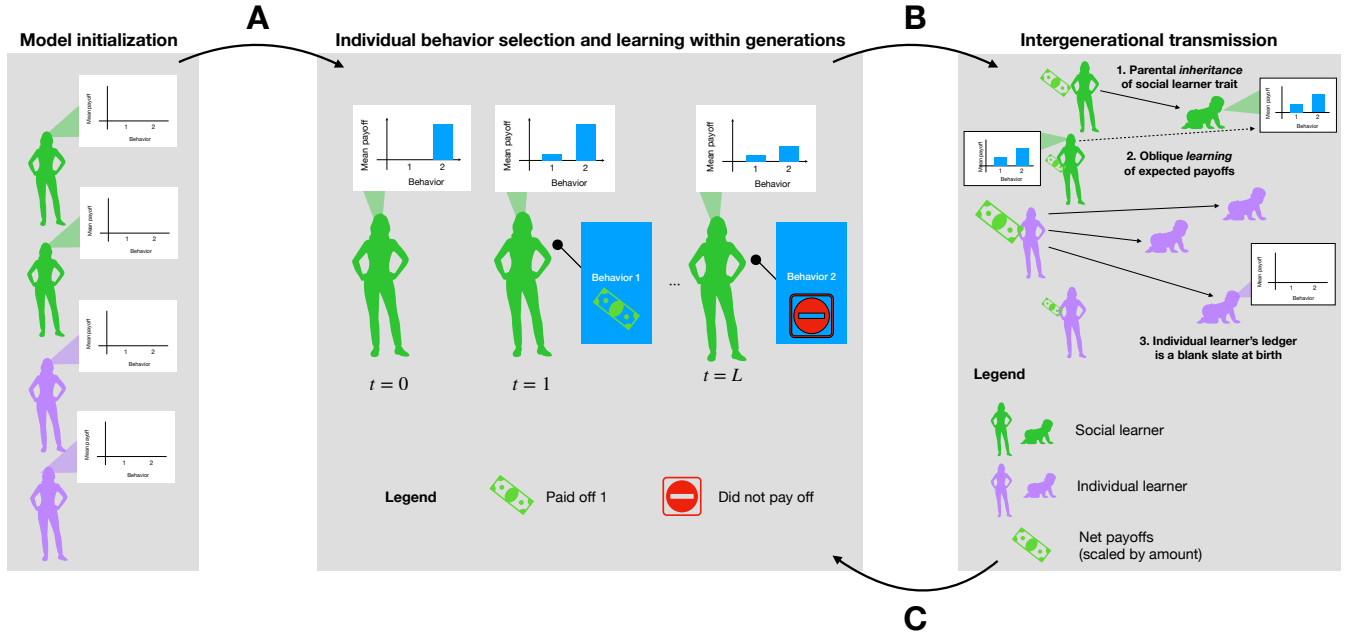 A
B
Model initialization
Individual behavior selection and learning within generations
Intergenerational transmission
Mean payoff
1 2
Behavior
Mean payoff
1 2
Behavior
Mean payoff
1 2
Behavior
Mean payoff
1 2
Behavior
Mean payoff
1 2
Behavior
Mean payoff
1 2
Behavior
Mean payoff
1 2
Behavior
Behavior 1
...
Behavior 2
t = 0
t = 1
t = L
Legend
Paid off 1
Did not pay off
1. Parental inheritance
of social learner trait
Mean payoff
1 2
Behavior
Mean payoff
1 2
Behavior
2. Oblique learning
of expected payoffs
Mean payoff
1 2
Behavior
3. Individual learner's ledger
is a blank slate at birth
Legend
Social learner
Individual learner
Net payoffs
(scaled by amount)
C